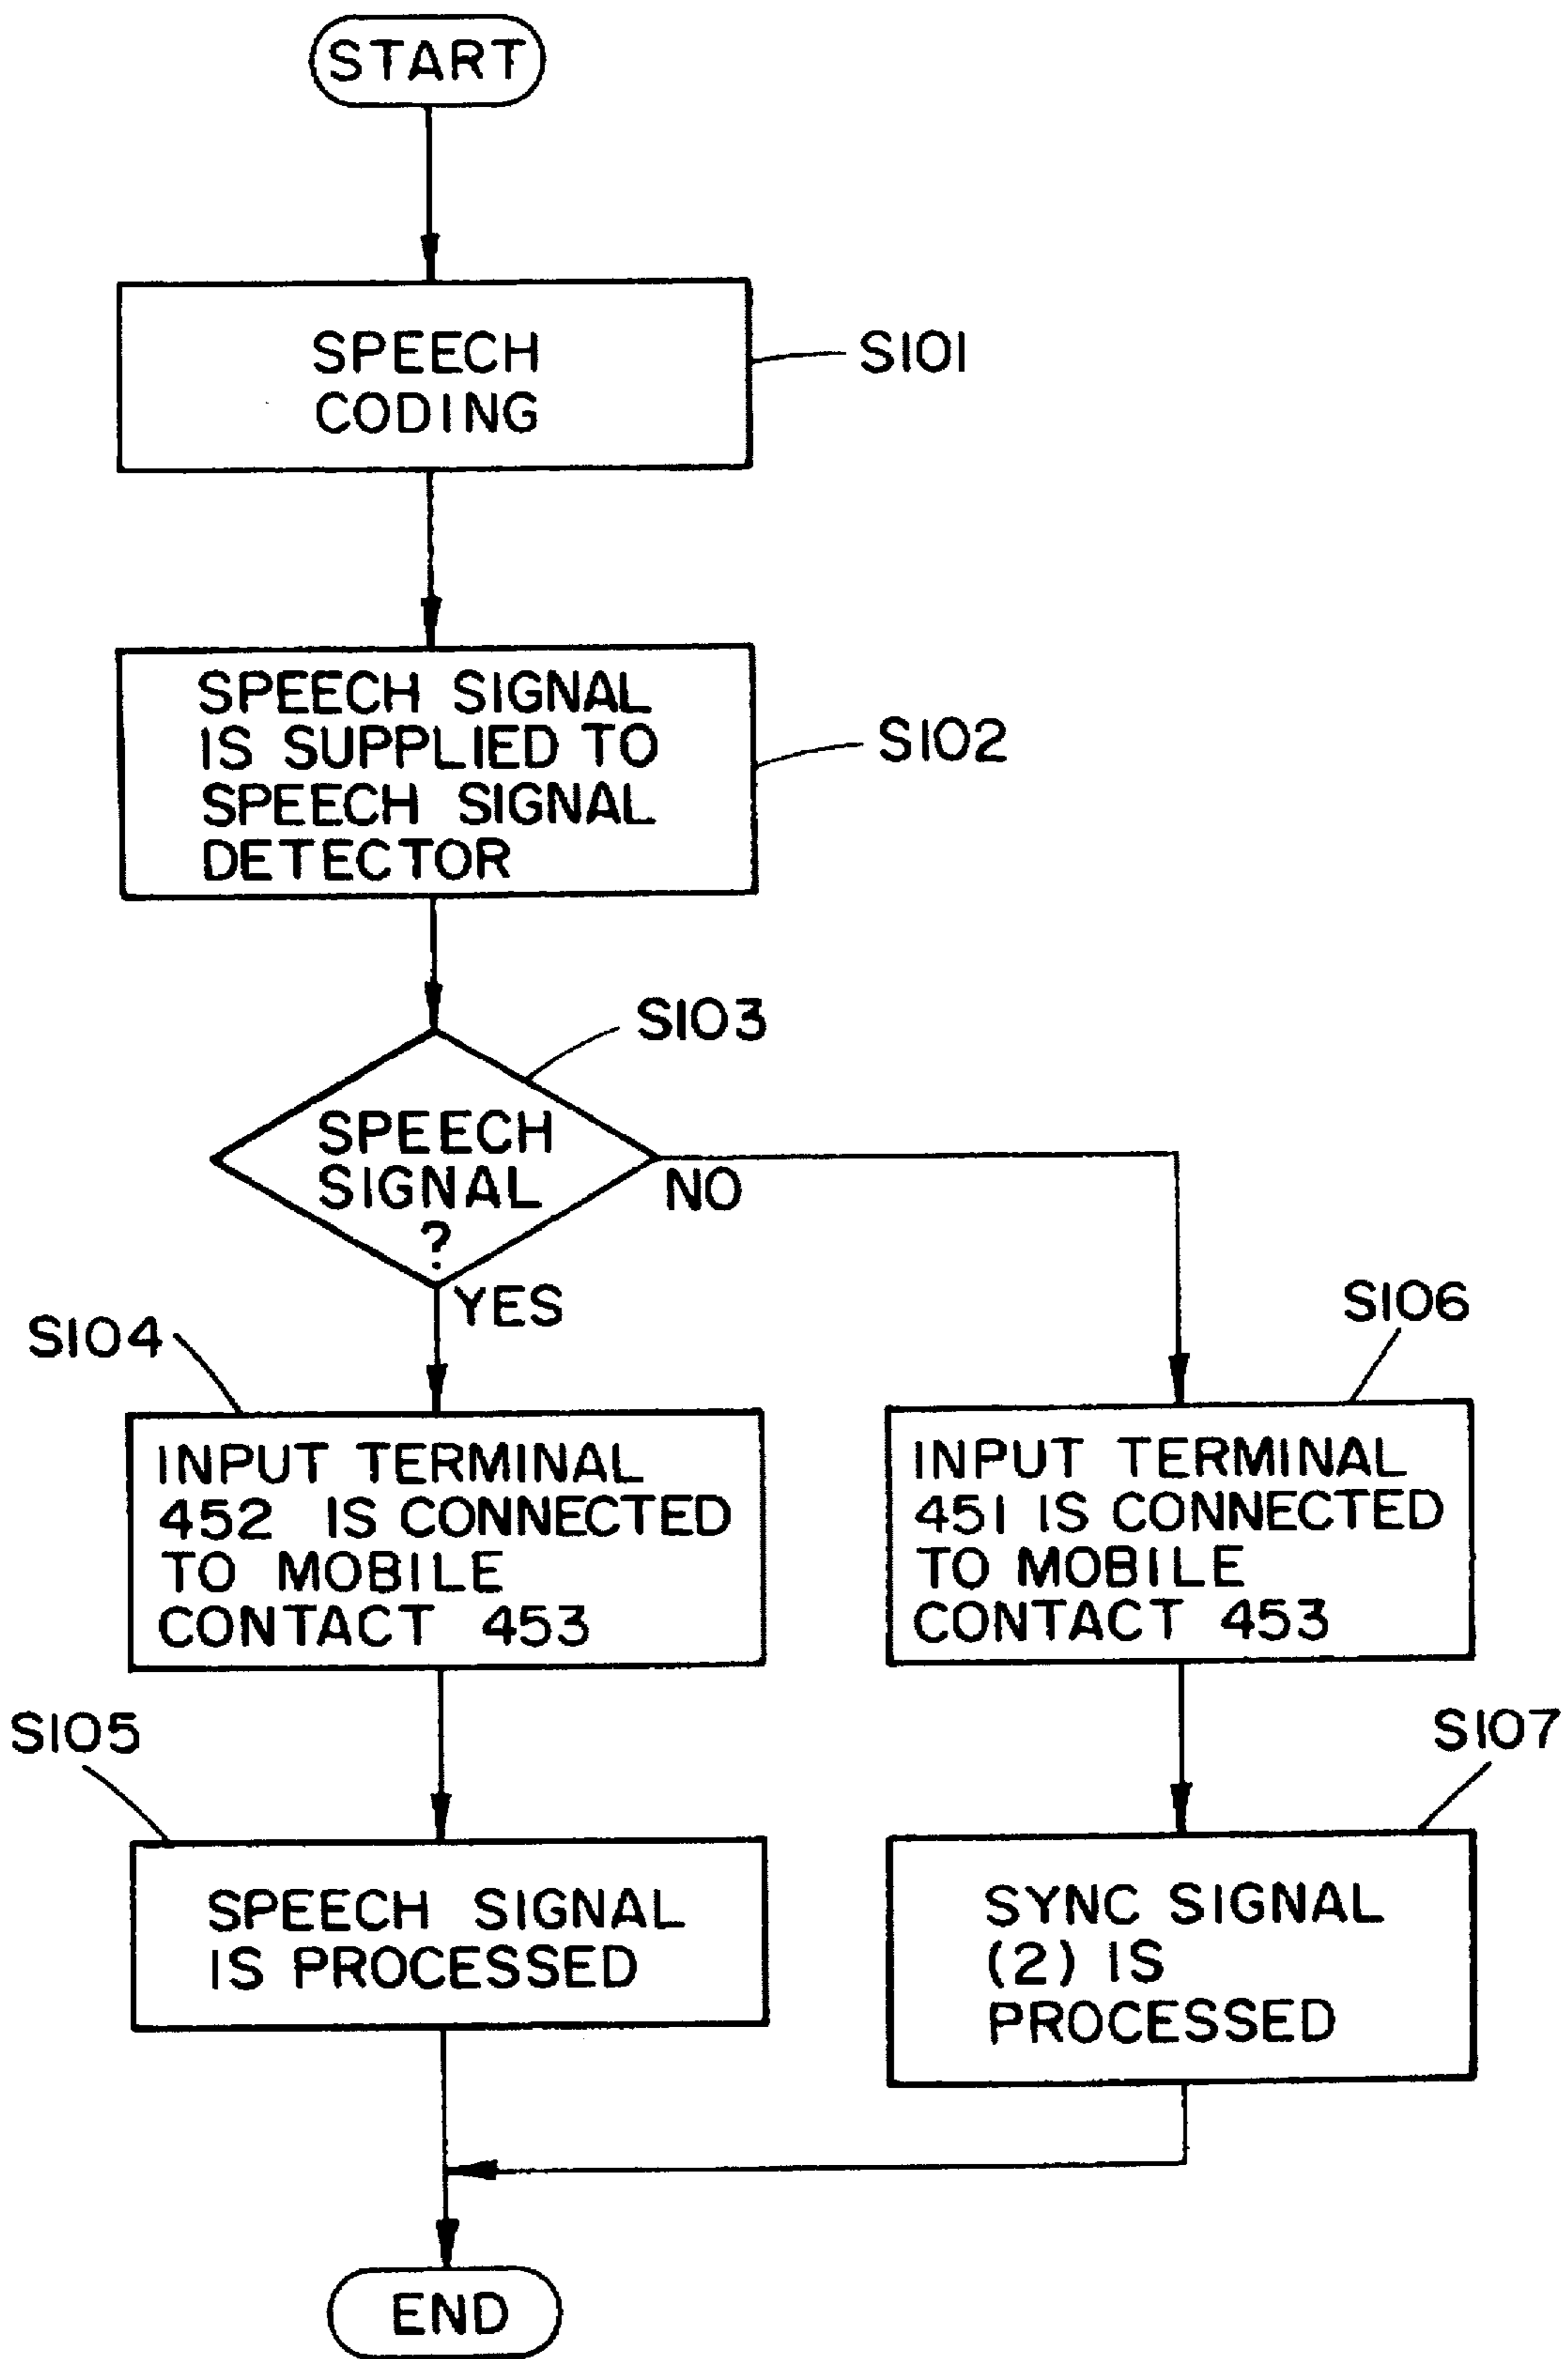 START
SPEECH
CODING
S101
SPEECH SIGNAL
IS SUPPLIED TO
SPEECH SIGNAL
DETECTOR
S102
S103
SPEECH
SIGNAL
?
NO
YES
S104
INPUT TERMINAL
452 IS CONNECTED
TO MOBILE
CONTACT 453
S106
INPUT TERMINAL
451 IS CONNECTED
TO MOBILE
CONTACT 453
S105
SPEECH SIGNAL
IS PROCESSED
S107
SYNC SIGNAL
(2) IS
PROCESSED
END